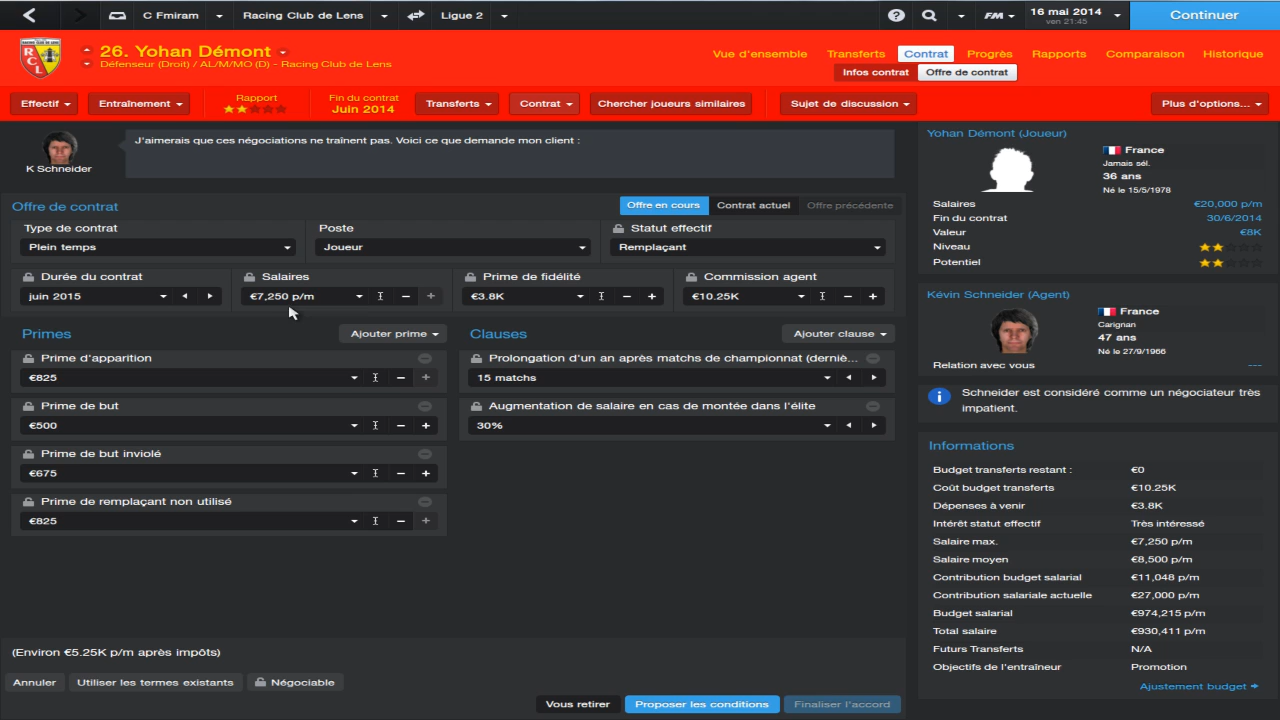 C Fmiram
Racing Club de Lens
Ligue 2
FM
16 mai 2014
ven 21:45
Continuer
RACING CLUB DE LENS
RCL
26. Yohan Démont
Défenseur (Droit) / AL/M/MO (D) - Racing Club de Lens
Vue d'ensemble
Transferts
Contrat
Progrès
Rapports
Comparaison
Historique
Infos contrat
Offre de contrat
Effectif
Entraînement
Rapport
Fin du contrat
Juin 2014
Transferts
Contrat
Chercher joueurs similaires
Sujet de discussion
Plus d'options...
K Schneider
J'aimerais que ces négociations ne traînent pas. Voici ce que demande mon client :
Offre de contrat
Offre en cours
Contrat actuel
Offre précédente
Type de contrat
Plein temps
Poste
Joueur
Statut effectif
Remplaçant
Durée du contrat
juin 2015
Salaires
€7,250 p/m
Prime de fidélité
€3.8K
Commission agent
€10.25K
Primes
Ajouter prime
Prime d'apparition
€825
Prime de but
€500
Prime de but inviolé
€675
Prime de remplaçant non utilisé
€825
Clauses
Ajouter clause
Prolongation d'un an après matchs de championnat (derniè...
15 matchs
Augmentation de salaire en cas de montée dans l'élite
30%
(Environ €5.25K p/m après impôts)
Annuler
Utiliser les termes existants
Négociable
Vous retirer
Proposer les conditions
Finaliser l'accord
Yohan Démont (Joueur)
France
Jamais sél.
36 ans
Né le 15/5/1978
Salaires €20,000 p/m
Fin du contrat 30/6/2014
Valeur €8K
Niveau
Potentiel
Kévin Schneider (Agent)
France
Carignan
47 ans
Né le 27/9/1966
Relation avec vous ---
Schneider est considéré comme un négociateur très
impatient.
Informations
Budget transferts restant : €0
Coût budget transferts €10.25K
Dépenses à venir €3.8K
Intérêt statut effectif Très intéressé
Salaire max. €7,250 p/m
Salaire moyen €8,500 p/m
Contribution budget salarial €11,048 p/m
Contribution salariale actuelle €27,000 p/m
Budget salarial €974,215 p/m
Total salaire €930,411 p/m
Futurs Transferts N/A
Objectifs de l'entraîneur Promotion
Ajustement budget